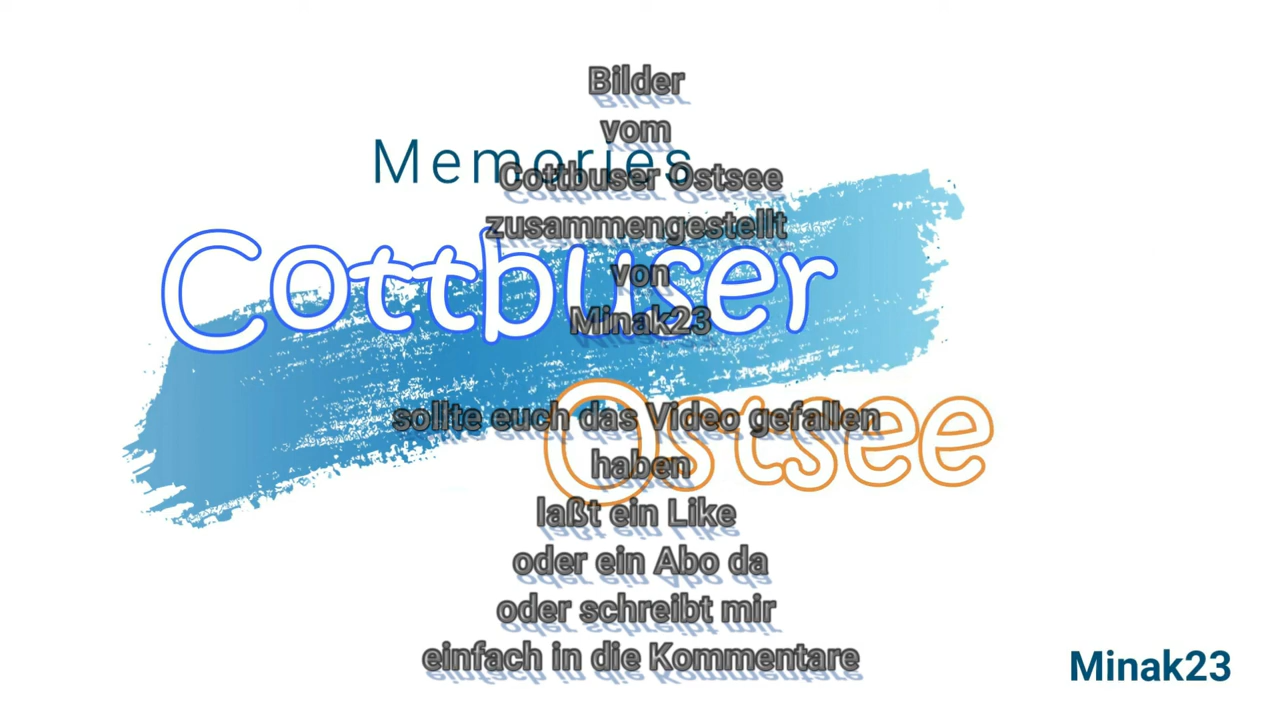 Bilder
vom
Memories
Cottbuser Ostsee
zusammengestellt
Cottbuser
von
Minak23
sollte euch das Video gefallen
Ostsee
haben
laßt ein Like
oder ein Abo da
oder schreibt mir
einfach in die Kommentare
Minak23